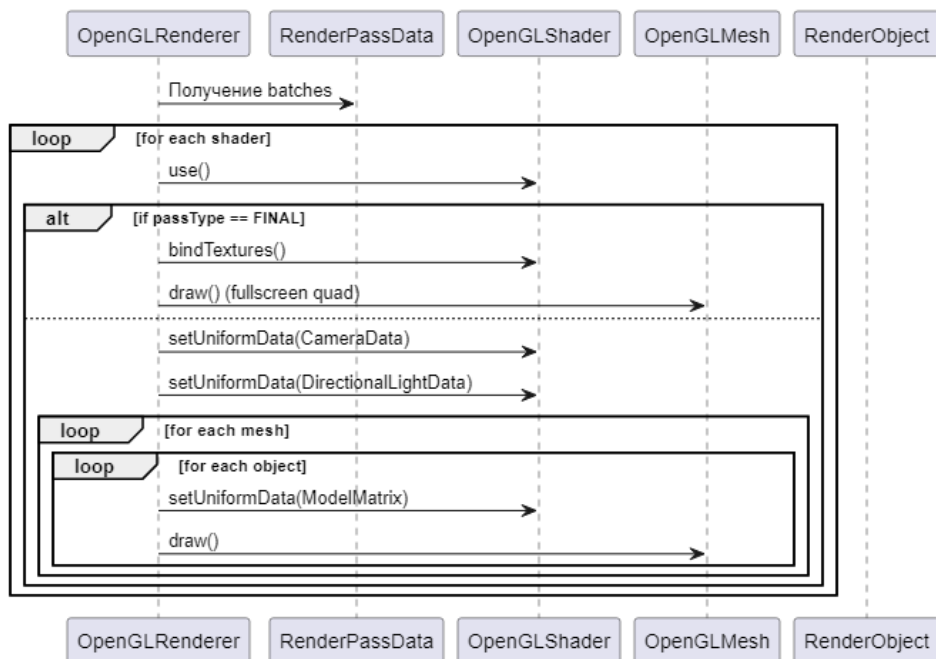 OpenGLRenderer RenderPassData OpenGLShader OpenGLMesh RenderObject
Получение batches
loop [for each shader]
use()
alt [if passType == FINAL]
bindTextures()
draw() (fullscreen quad)
setUniformData(CameraData)
setUniformData(DirectionalLightData)
loop [for each mesh]
loop [for each object]
setUniformData(ModelMatrix)
draw()
OpenGLRenderer RenderPassData OpenGLShader OpenGLMesh RenderObject